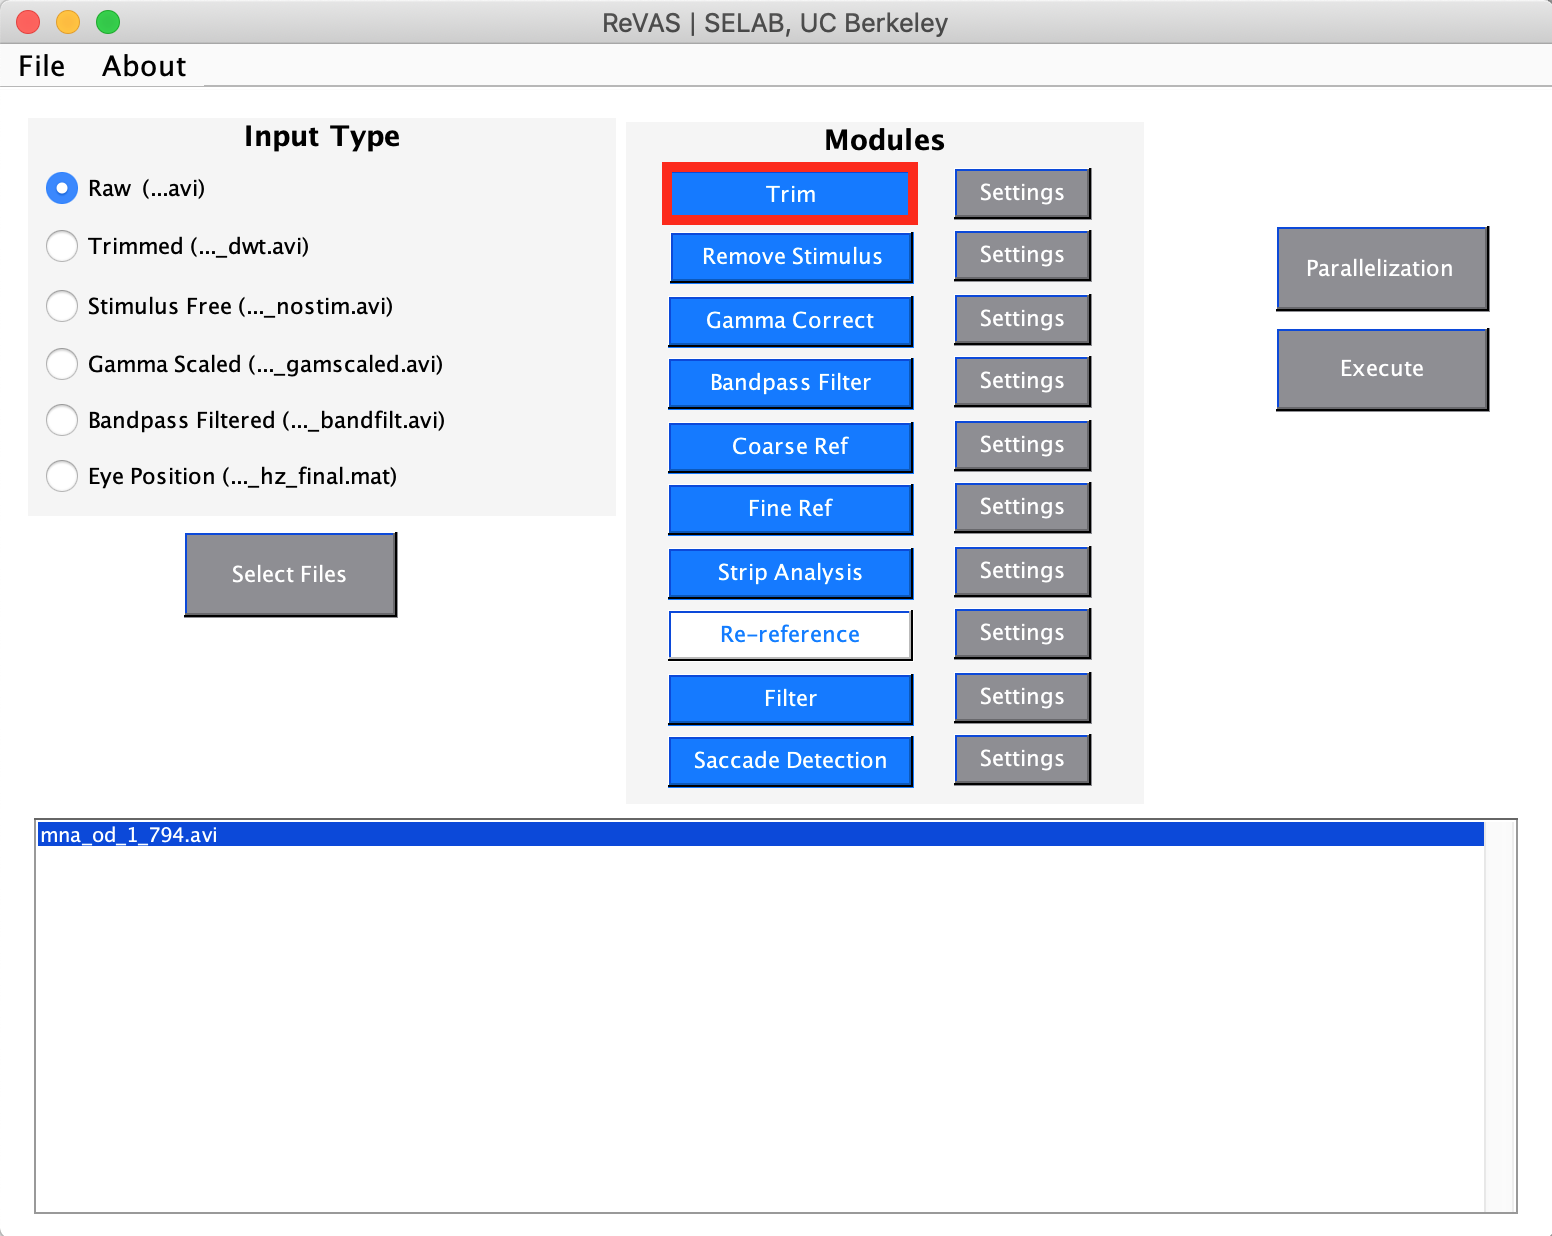 ReVAS | SELAB, UC Berkeley
File About
Input Type
Raw (...avi)
Trimmed (..._dwt.avi)
Stimulus Free (..._nostim.avi)
Gamma Scaled (..._gamscaled.avi)
Bandpass Filtered (..._bandfilt.avi)
Eye Position (..._hz_final.mat)
Select Files
Modules
Trim Settings
Remove Stimulus Settings
Gamma Correct Settings
Bandpass Filter Settings
Coarse Ref Settings
Fine Ref Settings
Strip Analysis Settings
Re-reference Settings
Filter Settings
Saccade Detection Settings
Parallelization
Execute
mna_od_1_794.avi